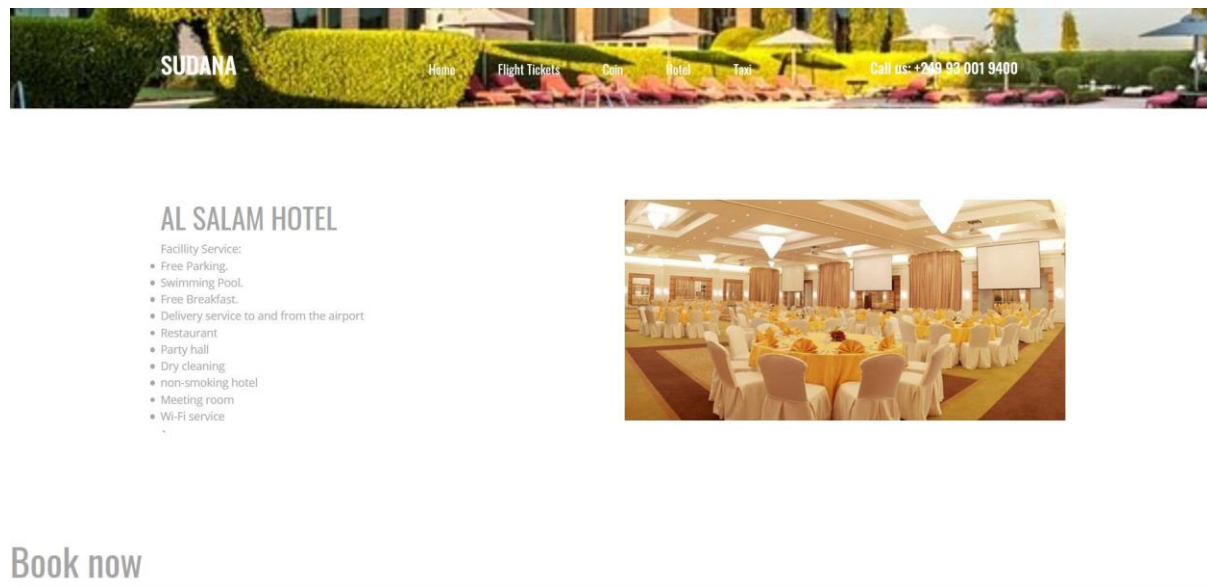 SUDANA
Home Flight Tickets Coin Hotel Taxi
Call us: +249 93 001 9400
AL SALAM HOTEL
Facillity Service:
• Free Parking.
• Swimming Pool.
• Free Breakfast.
• Delivery service to and from the airport
• Restaurant
• Party hall
• Dry cleaning
• non-smoking hotel
• Meeting room
• Wi-Fi service
Book now